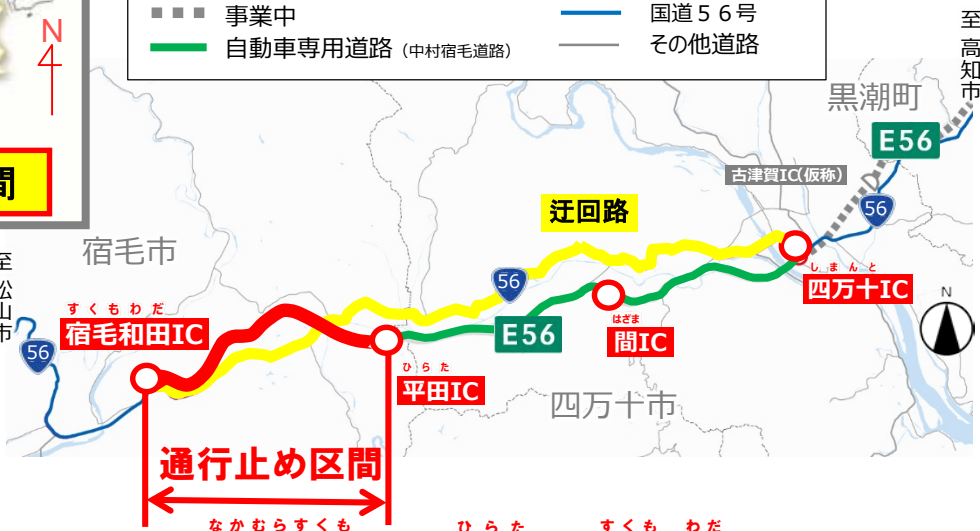 事業中
国道５６号
自動車専用道路（中村宿毛道路）
その他道路
N
間
至 高知市
黒潮町
E56
古津賀IC(仮称)
56
迂回路
宿毛市
至 松山市
しまんと
四万十IC
56
すくもわだ
宿毛和田IC
N
56
E56
はざま
間IC
ひらた
平田IC
四万十市
通行止め区間
なかむらすくも ひらた すくも わだ